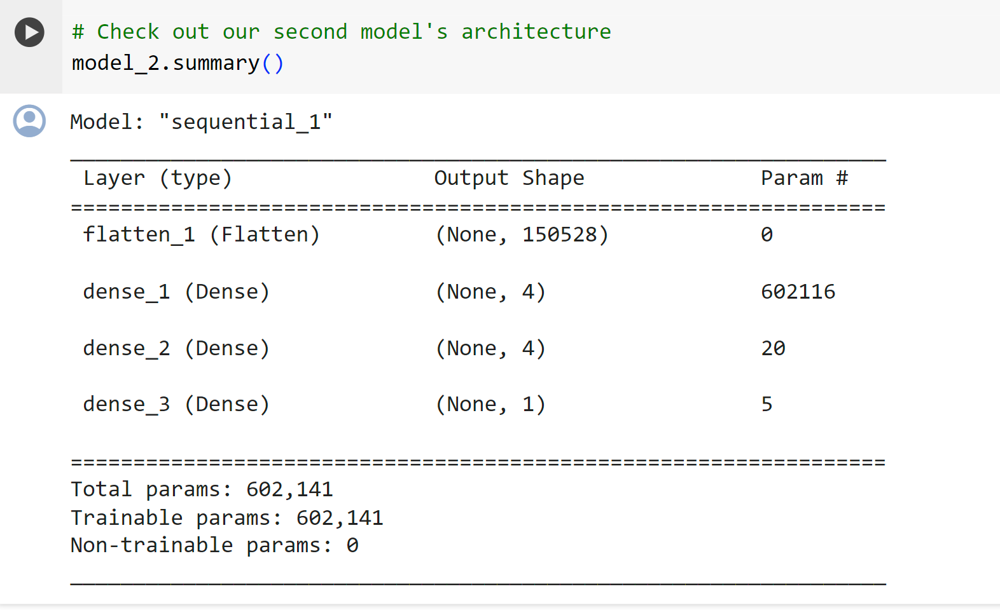 # Check out our second model's architecture
model_2.summary()
Model: "sequential_1"
_________________________________________________________________
Layer (type) Output Shape Param #
=================================================================
flatten_1 (Flatten) (None, 150528) 0
dense_1 (Dense) (None, 4) 602116
dense_2 (Dense) (None, 4) 20
dense_3 (Dense) (None, 1) 5
=================================================================
Total params: 602,141
Trainable params: 602,141
Non-trainable params: 0
_________________________________________________________________